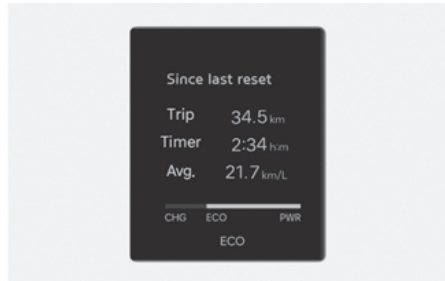 Since last reset
Trip 34.5 km
Timer 2:34 h:m
Avg. 21.7 km/L
CHG ECO PWR
ECO